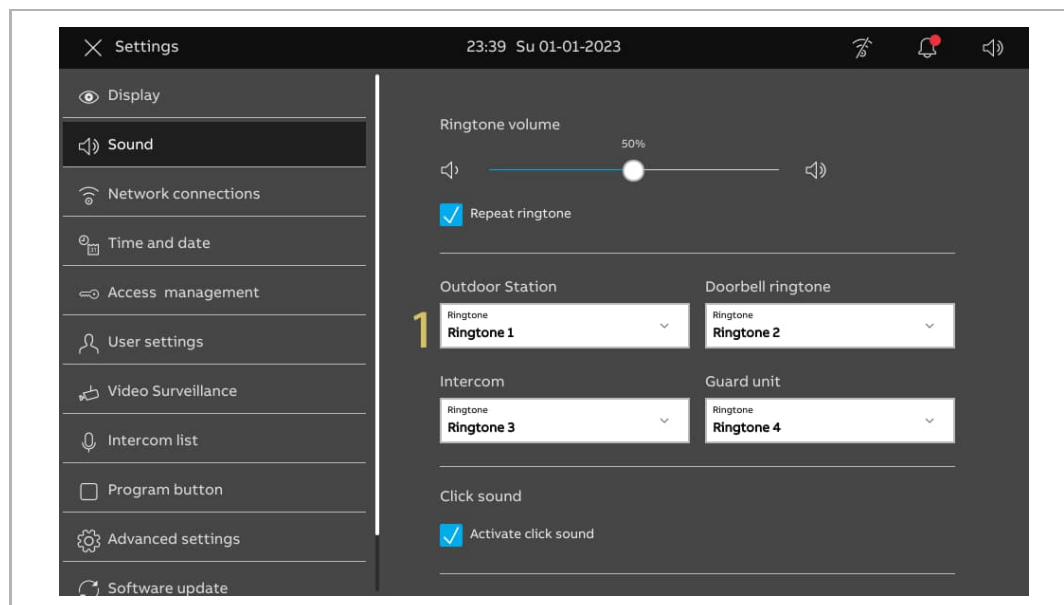 Settings
23:39 Su 01-01-2023
Display
Sound
Network connections
Time and date
Access management
User settings
Video Surveillance
Intercom list
Program button
Advanced settings
Software update
Ringtone volume
50%
Repeat ringtone
Outdoor Station
Doorbell ringtone
1
Ringtone
Ringtone 1
Ringtone
Ringtone 2
Intercom
Guard unit
Ringtone
Ringtone 3
Ringtone
Ringtone 4
Click sound
Activate click sound